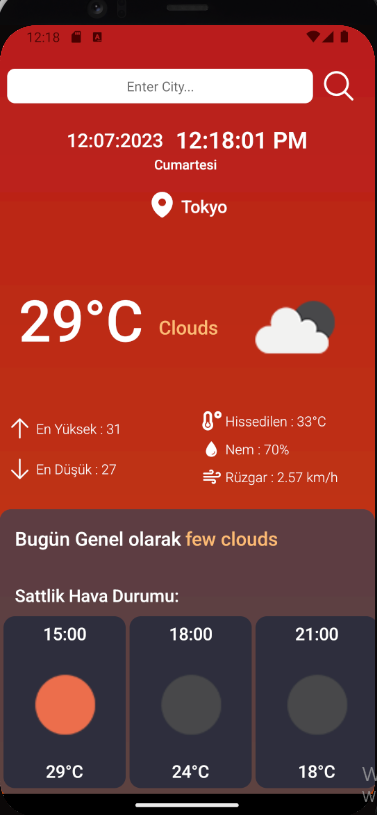 12:18
Enter City...
12:07:2023 12:18:01 PM
Cumartesi
Tokyo
29°C Clouds
En Yüksek : 31
Hissedilen : 33°C
Nem : 70%
En Düşük : 27
Rüzgar : 2.57 km/h
Bugün Genel olarak few clouds
Sattlik Hava Durumu:
15:00 18:00 21:00
29°C 24°C 18°C